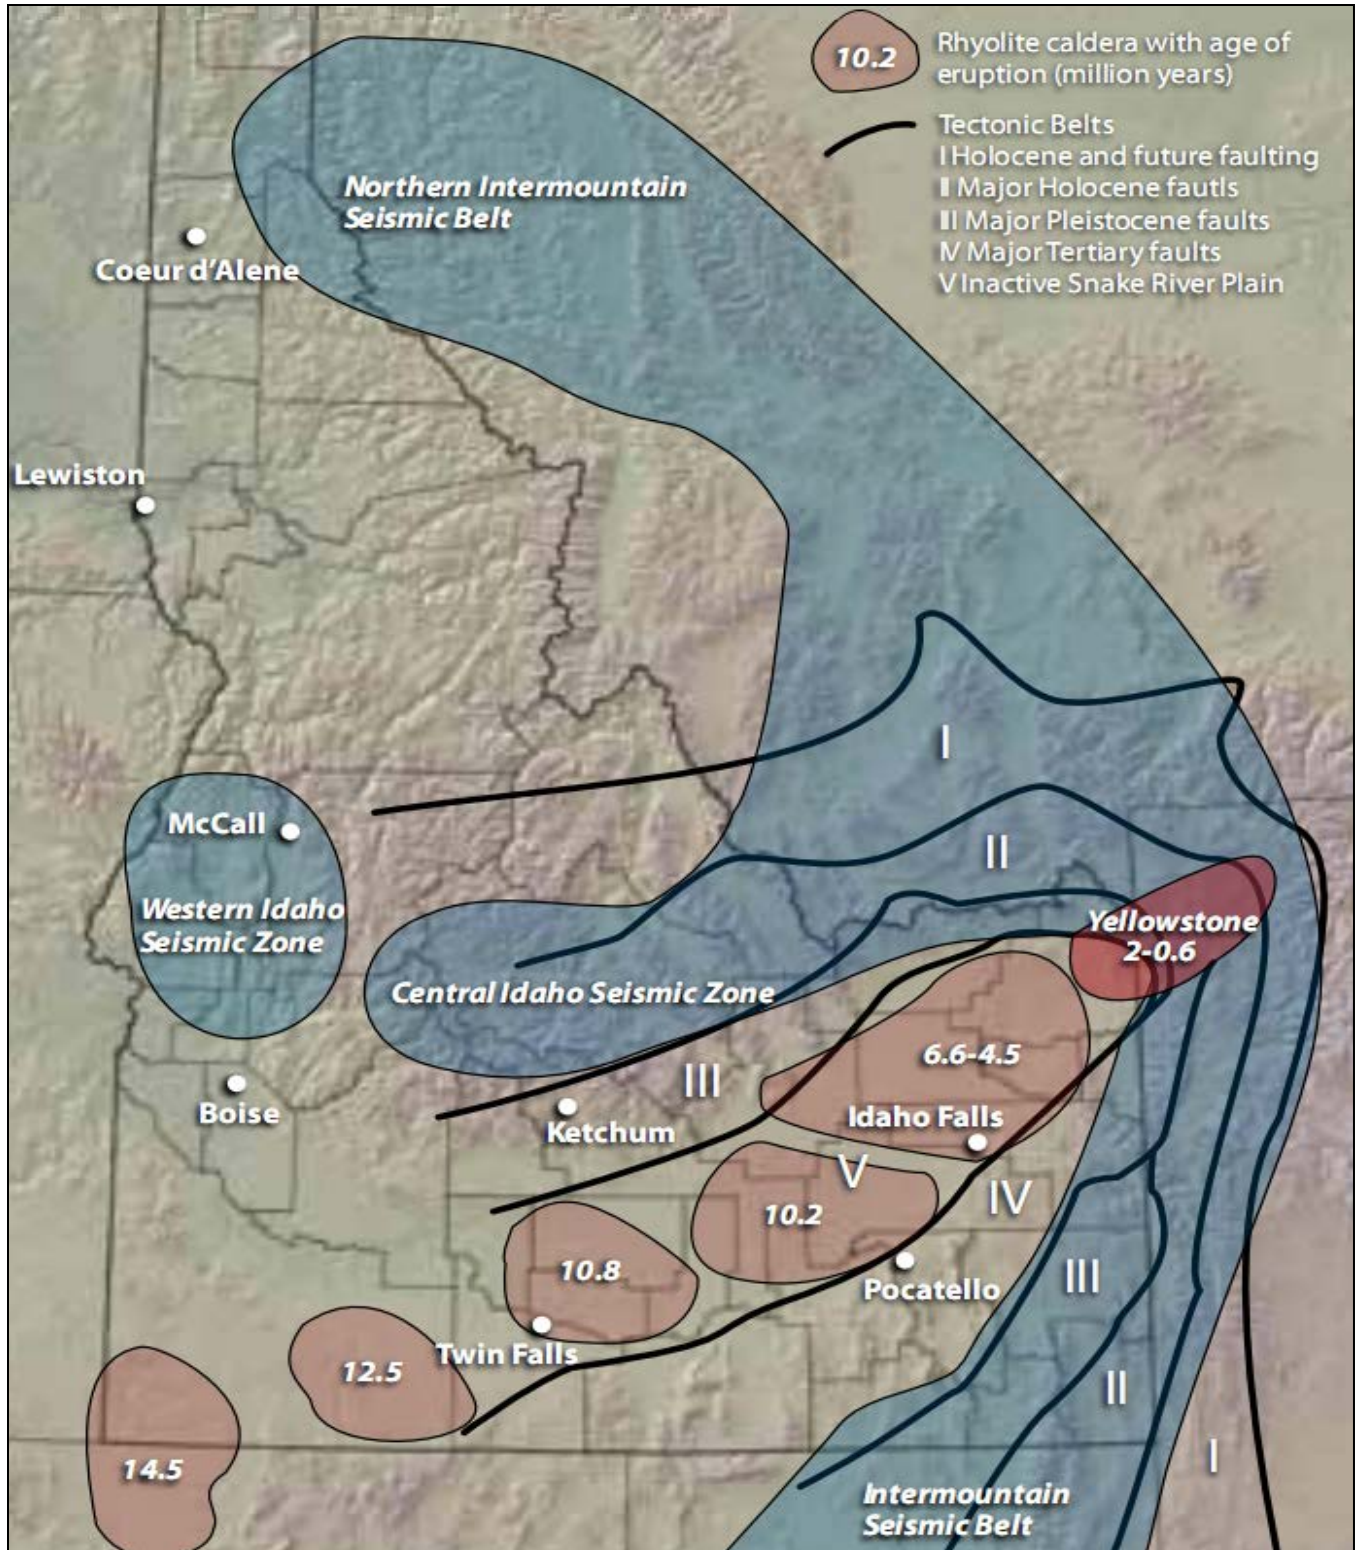 10.2
Rhyolite caldera with age of
eruption (million years)
Tectonic Belts
I Holocene and future faulting
II Major Holocene fautls
III Major Pleistocene faults
IV Major Tertiary faults
V Inactive Snake River Plain
Northern Intermountain
Seismic Belt
Coeur d'Alene
Lewiston
I
McCall
II
Western Idaho
Seismic Zone
Yellowstone
2-0.6
Central Idaho Seismic Zone
6.6-4.5
III
Boise
Ketchum
Idaho Falls
V
IV
10.2
10.8
Pocatello
III
Twin Falls
12.5
II
14.5
I
Intermountain
Seismic Belt